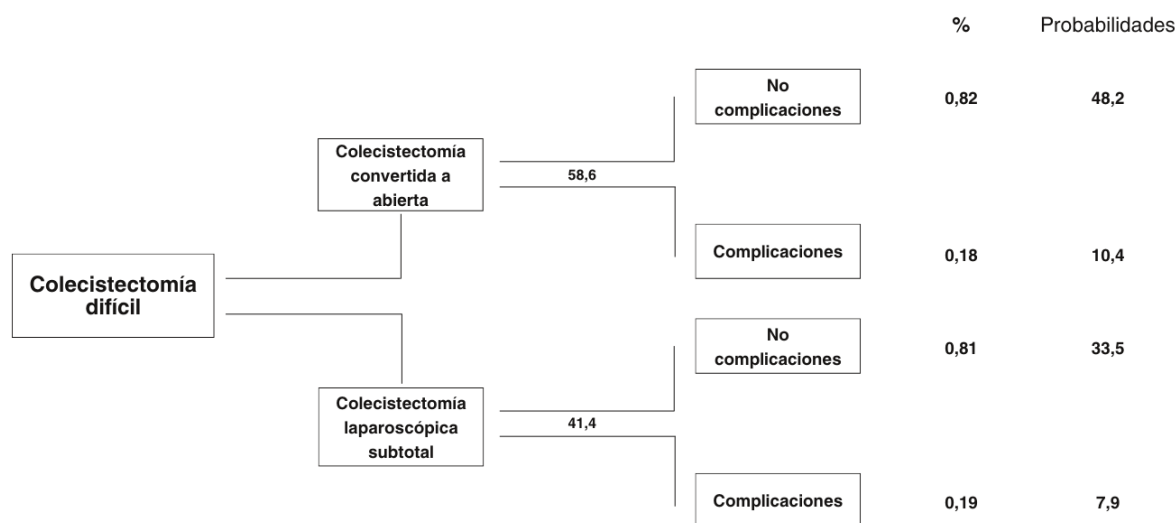 % Probabilidades
No
complicaciones
0,82 48,2
Colecistectomía
convertida a
abierta
58,6
Complicaciones
0,18 10,4
Colecistectomía
difícil
No
complicaciones
0,81 33,5
Colecistectomía
laparoscópica
subtotal
41,4
Complicaciones
0,19 7,9